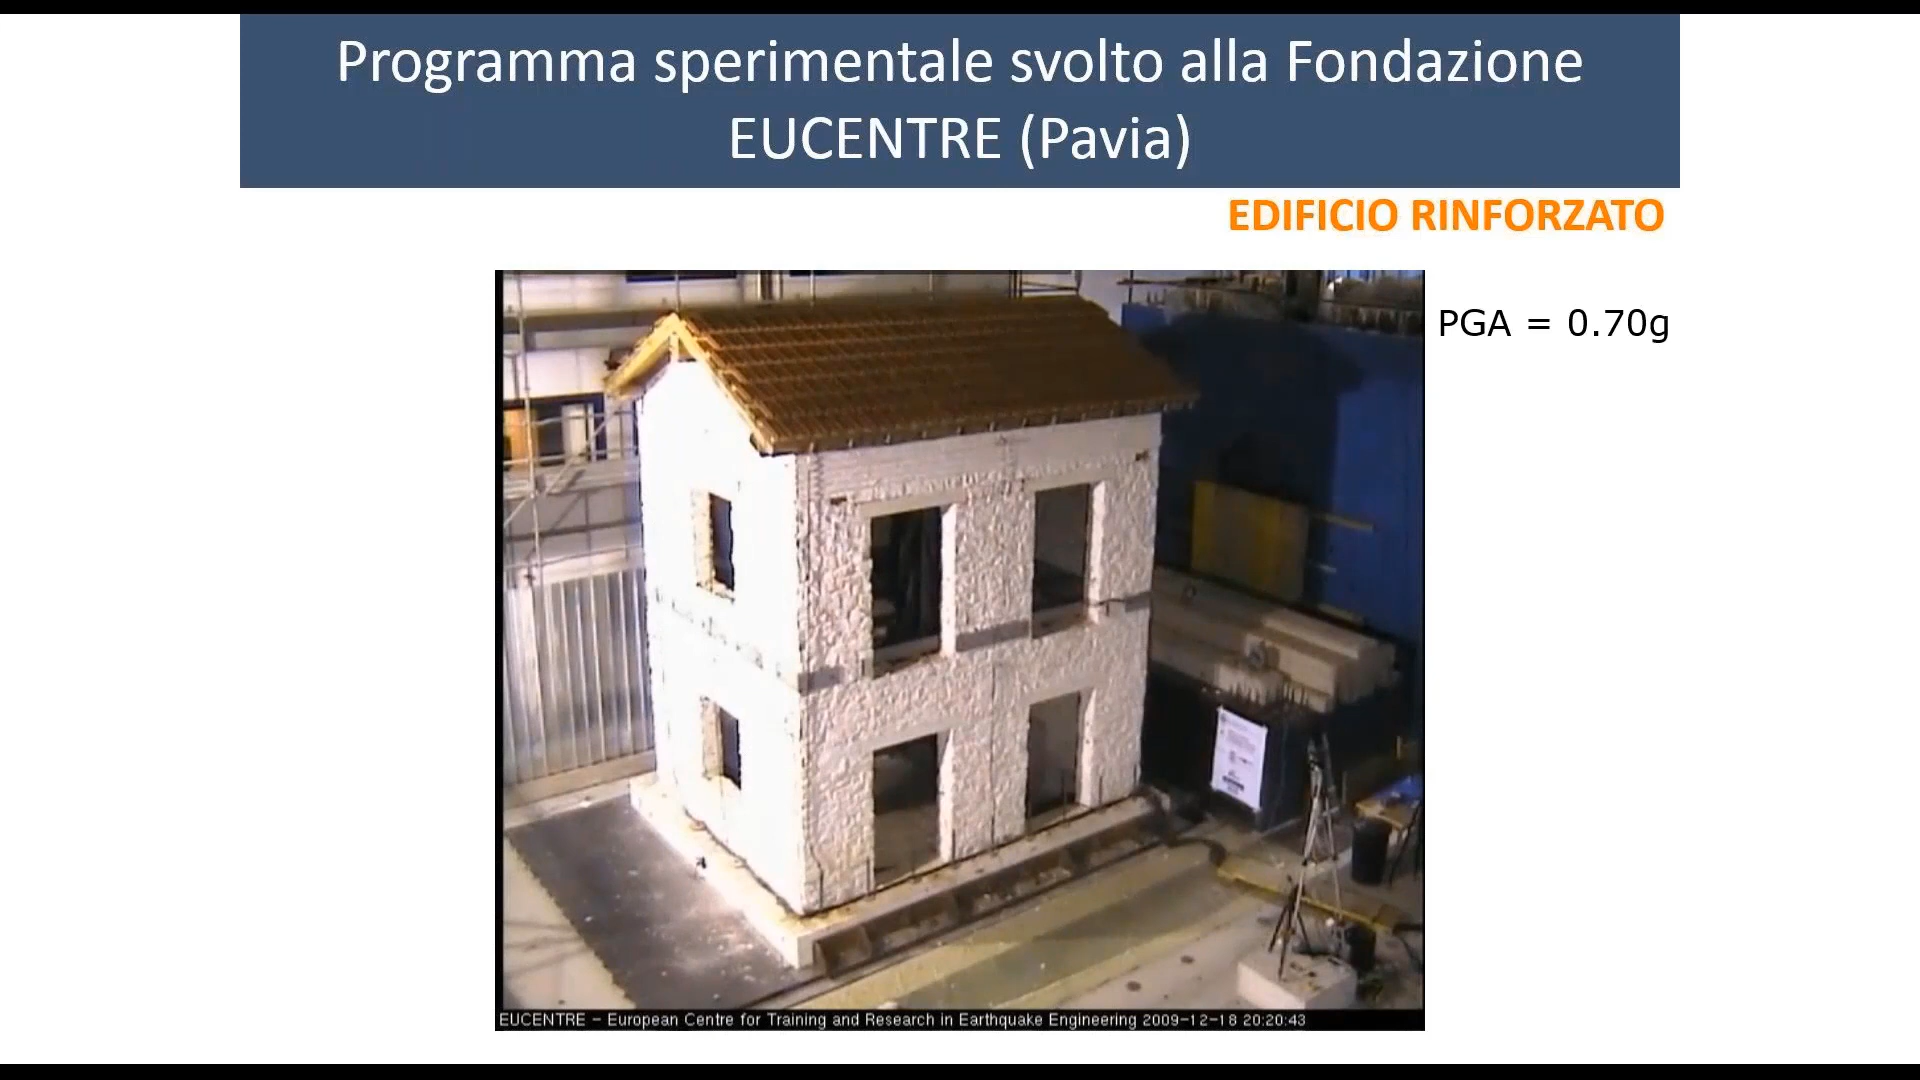 Programma sperimentale svolto alla Fondazione
EUCENTRE (Pavia)
EDIFICIO RINFORZATO
PGA = 0.70g
EUCENTRE – European Centre for Training and Research in Earthquake Engineering 2009-12-18 20:20:43